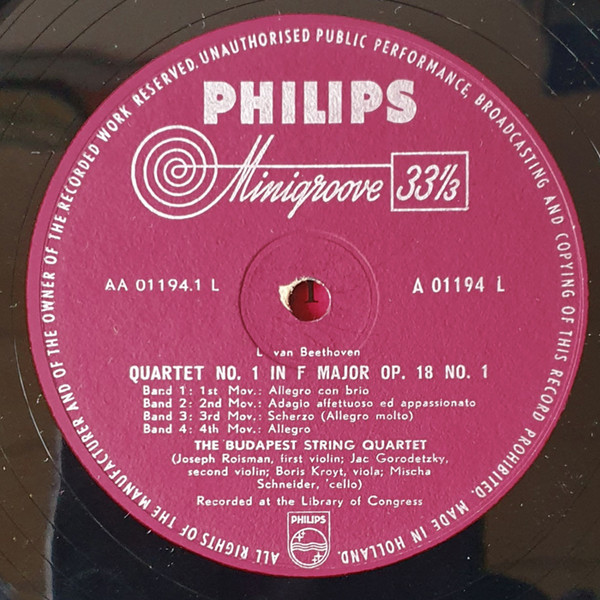 ALL RIGHTS OF THE MANUFACTURER AND OF THE OWNER OF THE RECORDED WORK RESERVED. UNAUTHORISED PUBLIC PERFORMANCE, BROADCASTING AND COPYING OF THIS RECORD PROHIBITED. MADE IN HOLLAND.
PHILIPS
Minigroove 33 1/3
AA 01194.1 L
1
A 01194 L
L. van Beethoven
QUARTET NO. 1 IN F MAJOR OP. 18 NO. 1
Band 1: 1st Mov.: Allegro con brio
Band 2: 2nd Mov.: Adagio affettuoso ed appassionato
Band 3: 3rd Mov.: Scherzo (Allegro molto)
Band 4: 4th Mov.: Allegro
THE BUDAPEST STRING QUARTET
(Joseph Roisman, first violin; Jac Gorodetzky,
second violin; Boris Kroyt, viola; Mischa
Schneider, 'cello)
Recorded at the Library of Congress
PHILIPS